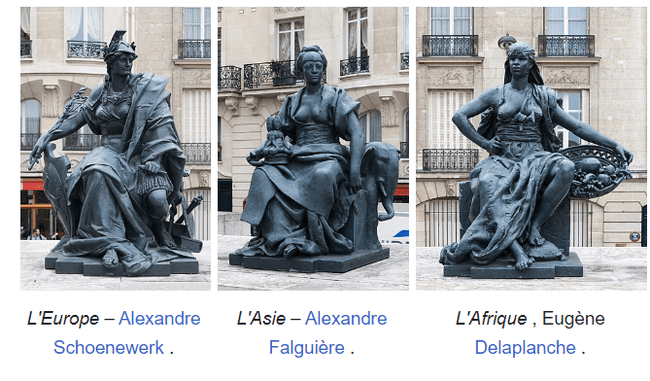 L'Europe – Alexandre
Schoenewerk .
L'Asie – Alexandre
Falguière .
L'Afrique , Eugène
Delaplanche .